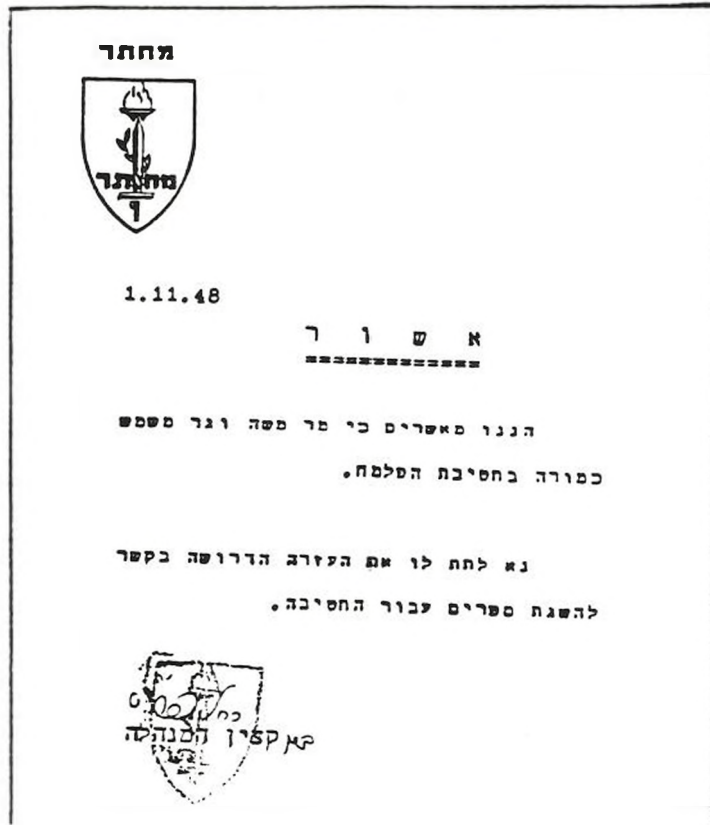 מחתר
מחתר
ו
1.11.48
א ש ו ר
=============
הננו מאשרים כי מר משה וגר משמש
כמורה בחטיבת הפלמח.
נא לתת לו את העזרה הדרושה בקשר
להשגת ספרים עבור החטיבה.
קצין המנהלה